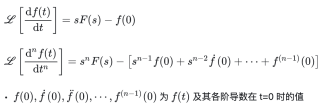 ℒ[df(t)/dt] = sF(s) − f(0)
ℒ[dⁿf(t)/dtⁿ] = sⁿF(s) − [sⁿ⁻¹f(0) + sⁿ⁻²ḟ(0) + ⋯ + f⁽ⁿ⁻¹⁾(0)]
• f(0), ḟ(0), f̈(0), ⋯, f⁽ⁿ⁻¹⁾(0) 为 f(t) 及其各阶导数在 t=0 时的值